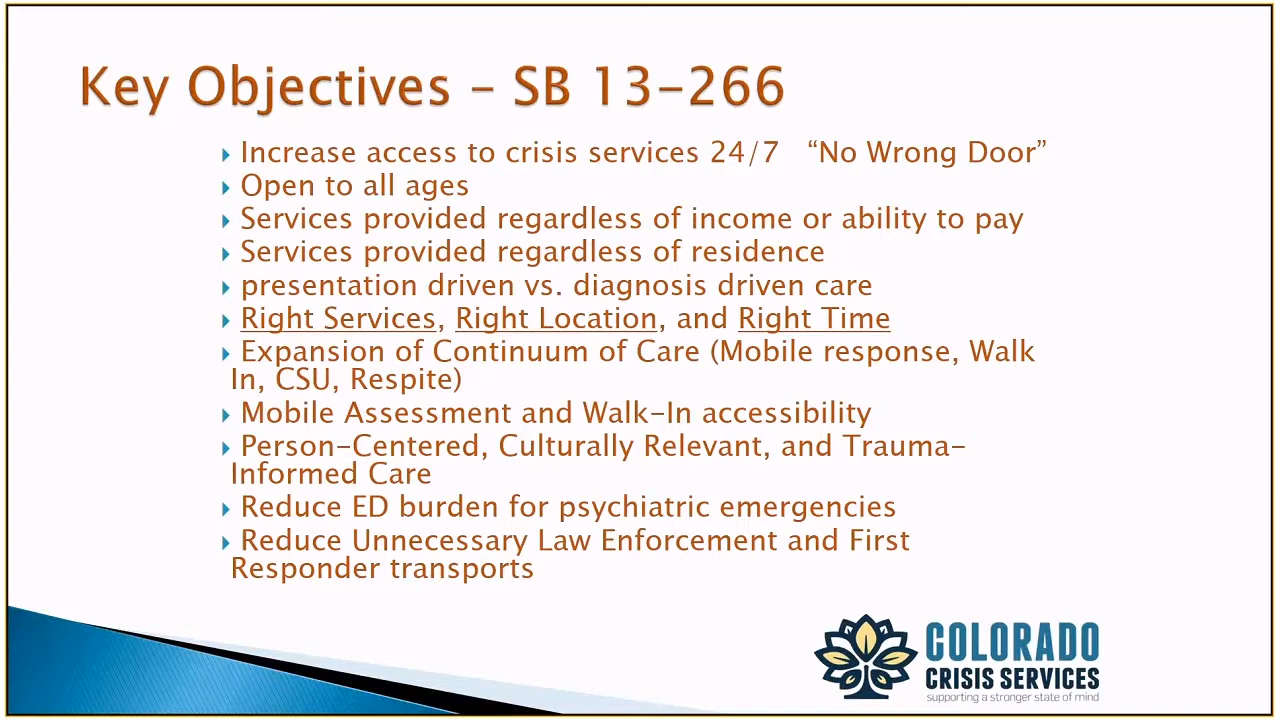 Key Objectives – SB 13-266
Increase access to crisis services 24/7 “No Wrong Door”
Open to all ages
Services provided regardless of income or ability to pay
Services provided regardless of residence
presentation driven vs. diagnosis driven care
Right Services, Right Location, and Right Time
Expansion of Continuum of Care (Mobile response, Walk
In, CSU, Respite)
Mobile Assessment and Walk-In accessibility
Person-Centered, Culturally Relevant, and Trauma-
Informed Care
Reduce ED burden for psychiatric emergencies
Reduce Unnecessary Law Enforcement and First
Responder transports
COLORADO
CRISIS SERVICES
supporting a stronger state of mind